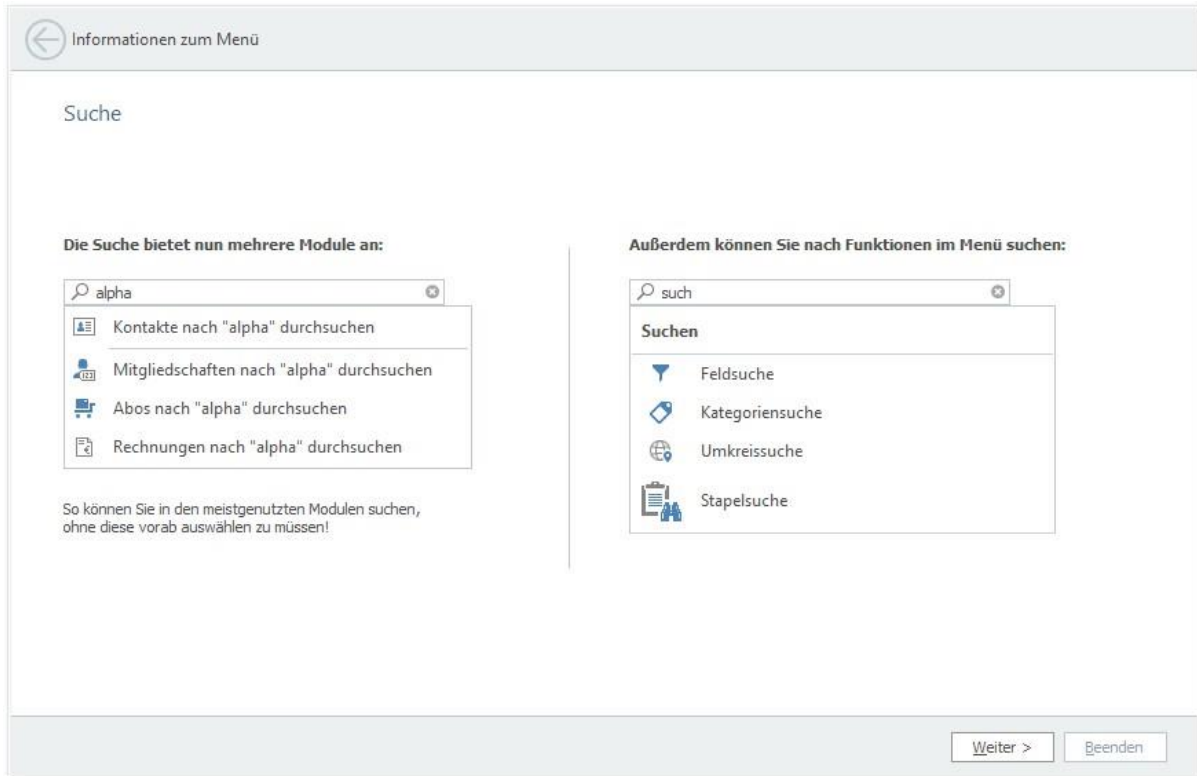 Informationen zum Menü
Suche
Die Suche bietet nun mehrere Module an:
alpha
Kontakte nach "alpha" durchsuchen
Mitgliedschaften nach "alpha" durchsuchen
Abos nach "alpha" durchsuchen
Rechnungen nach "alpha" durchsuchen
So können Sie in den meistgenutzten Modulen suchen,
ohne diese vorab auswählen zu müssen!
Außerdem können Sie nach Funktionen im Menü suchen:
such
Suchen
Feldsuche
Kategoriensuche
Umkreissuche
Stapelsuche
Weiter >
Beenden